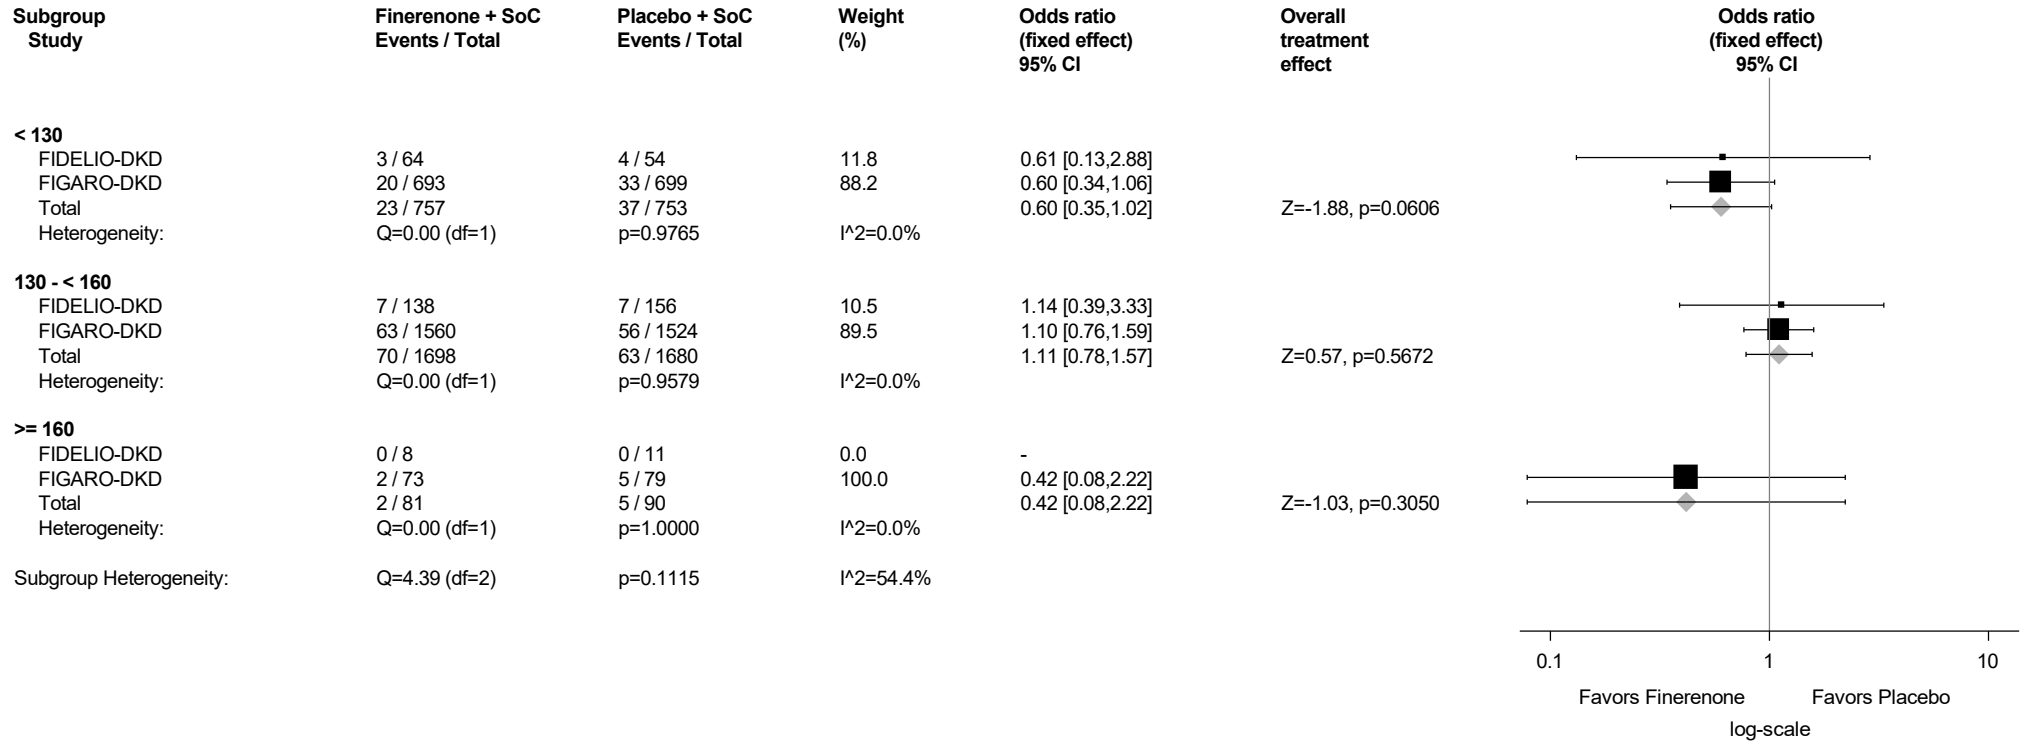 Subgroup Finerenone + SoC Placebo + SoC Weight Odds ratio Overall Odds ratio
Study Events / Total Events / Total (%) (fixed effect) treatment (fixed effect)
95% CI effect 95% CI
< 130
FIDELIO-DKD 3 / 64 4 / 54 11.8 0.61 [0.13,2.88]
FIGARO-DKD 20 / 693 33 / 699 88.2 0.60 [0.34,1.06]
Total 23 / 757 37 / 753 0.60 [0.35,1.02] Z=-1.88, p=0.0606
Heterogeneity: Q=0.00 (df=1) p=0.9765 I^2=0.0%
130 - < 160
FIDELIO-DKD 7 / 138 7 / 156 10.5 1.14 [0.39,3.33]
FIGARO-DKD 63 / 1560 56 / 1524 89.5 1.10 [0.76,1.59]
Total 70 / 1698 63 / 1680 1.11 [0.78,1.57] Z=0.57, p=0.5672
Heterogeneity: Q=0.00 (df=1) p=0.9579 I^2=0.0%
>= 160
FIDELIO-DKD 0 / 8 0 / 11 0.0 -
FIGARO-DKD 2 / 73 5 / 79 100.0 0.42 [0.08,2.22]
Total 2 / 81 5 / 90 0.42 [0.08,2.22] Z=-1.03, p=0.3050
Heterogeneity: Q=0.00 (df=1) p=1.0000 I^2=0.0%
Subgroup Heterogeneity: Q=4.39 (df=2) p=0.1115 I^2=54.4%
0.1 1 10
Favors Finerenone Favors Placebo
log-scale